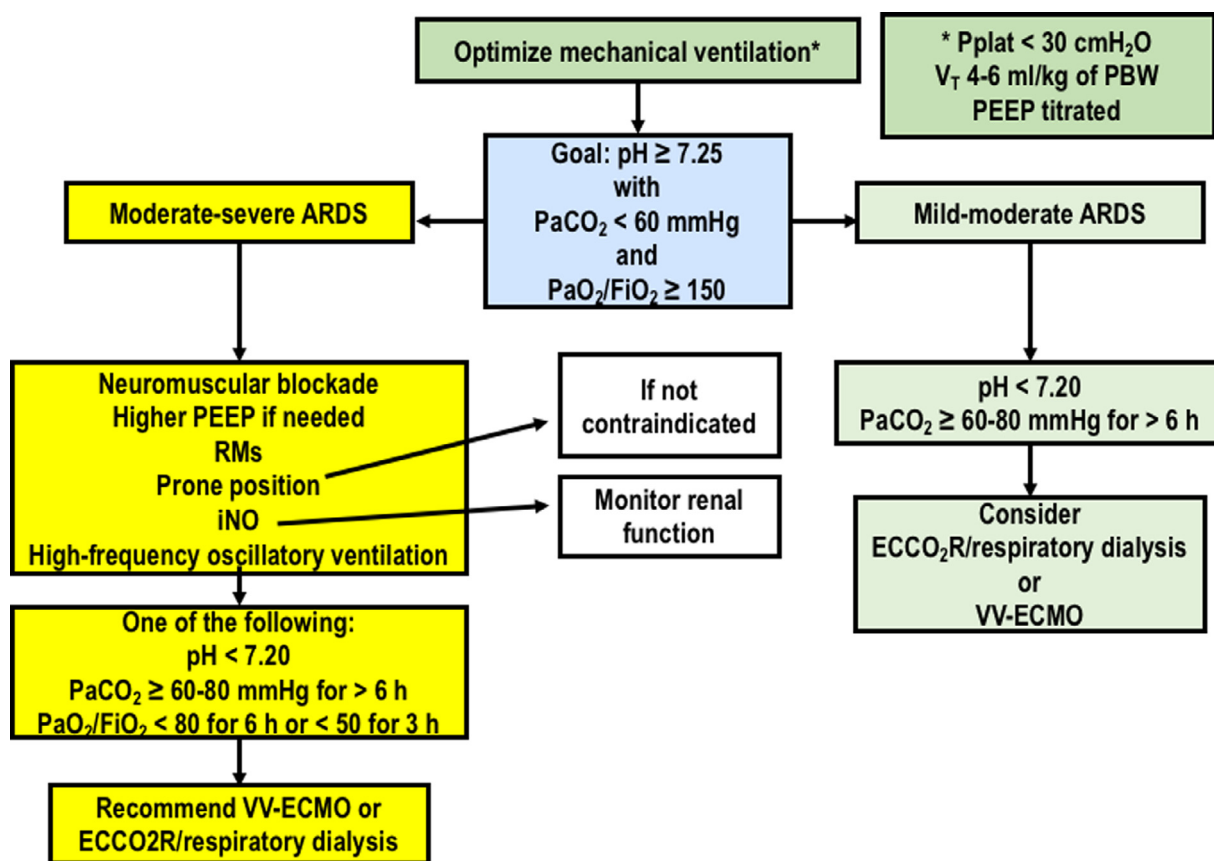 Optimize mechanical ventilation*
* Pplat < 30 cmH₂O
V_T 4-6 ml/kg of PBW
PEEP titrated
Goal: pH ≥ 7.25
with
PaCO₂ < 60 mmHg
and
PaO₂/FiO₂ ≥ 150
Moderate-severe ARDS
Mild-moderate ARDS
Neuromuscular blockade
Higher PEEP if needed
RMs
Prone position
iNO
High-frequency oscillatory ventilation
If not
contraindicated
Monitor renal
function
pH < 7.20
PaCO₂ ≥ 60-80 mmHg for > 6 h
Consider
ECCO₂R/respiratory dialysis
or
VV-ECMO
One of the following:
pH < 7.20
PaCO₂ ≥ 60-80 mmHg for > 6 h
PaO₂/FiO₂ < 80 for 6 h or < 50 for 3 h
Recommend VV-ECMO or
ECCO2R/respiratory dialysis